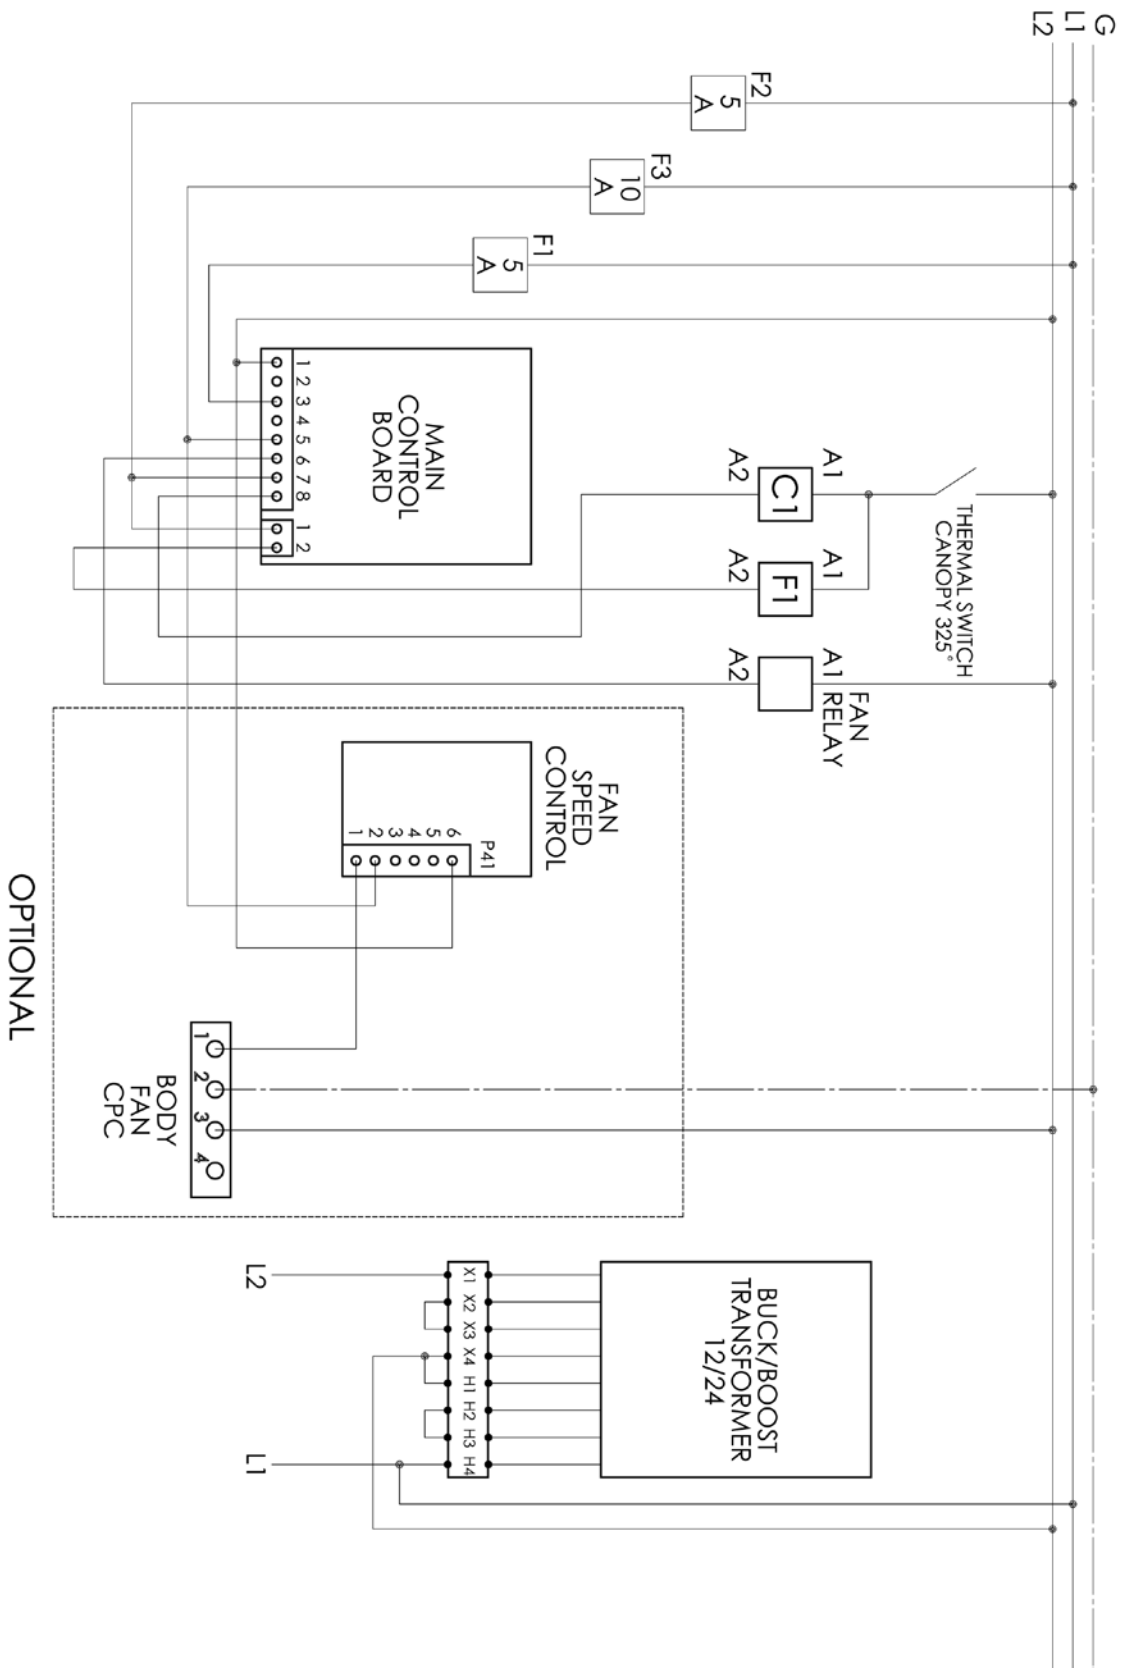 G
L1
L2
F2
5
A
F3
10
A
F1
5
A
MAIN
CONTROL
BOARD
1 2 3 4 5 6 7 8 1 2
THERMAL SWITCH
CANOPY 325°
A1
C1
A2
A1
F1
A2
FAN
RELAY
A1
A2
FAN
SPEED
CONTROL
P41
1 2 3 4 5 6
BODY
FAN
CPC
1 2 3 4
OPTIONAL
BUCK/BOOST
TRANSFORMER
12/24
X1 X2 X3 X4 H1 H2 H3 H4
L2
L1